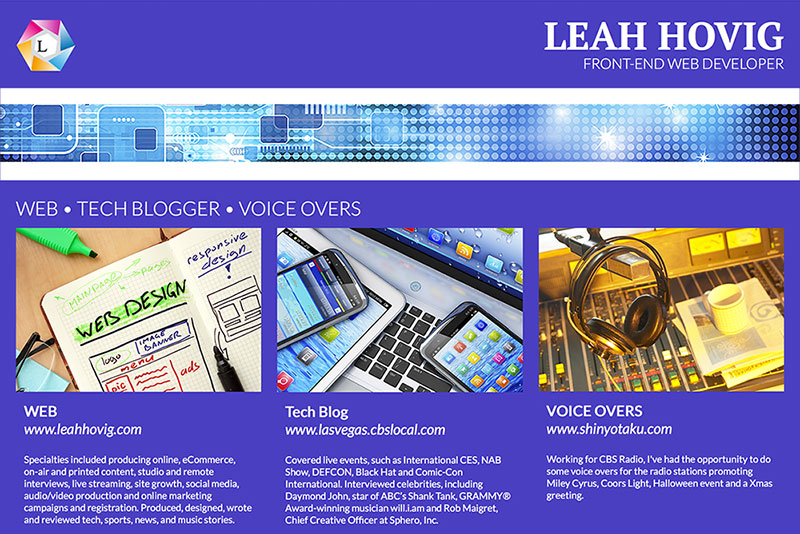 L
LEAH HOVIG
FRONT-END WEB DEVELOPER
WEB • TECH BLOGGER • VOICE OVERS
MAIN PAGE
pages
responsive
design
!
WEB DESIGN
logo
IMAGE
BANNER
menu
pic
ads
WEB
www.leahhovig.com
Specialties included producing online, eCommerce,
on-air and printed content, studio and remote
interviews, live streaming, site growth, social media,
audio/video production and online marketing
campaigns and registration. Produced, designed, wrote
and reviewed tech, sports, news, and music stories.
Tech Blog
www.lasvegas.cbslocal.com
Covered live events, such as International CES, NAB
Show, DEFCON, Black Hat and Comic-Con
International. Interviewed celebrities, including
Daymond John, star of ABC's Shank Tank, GRAMMY®
Award-winning musician will.i.am and Rob Maigret,
Chief Creative Officer at Sphero, Inc.
VOICE OVERS
www.shinyotaku.com
Working for CBS Radio, I've had the opportunity to do
some voice overs for the radio stations promoting
Miley Cyrus, Coors Light, Halloween event and a Xmas
greeting.